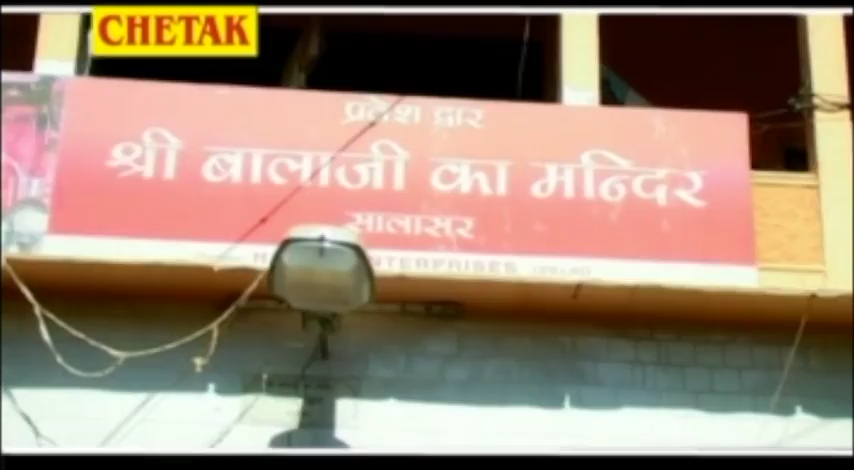 CHETAK
प्रवेश द्वार
श्री बालाजी का मन्दिर
सालासर
ENTERPRISES